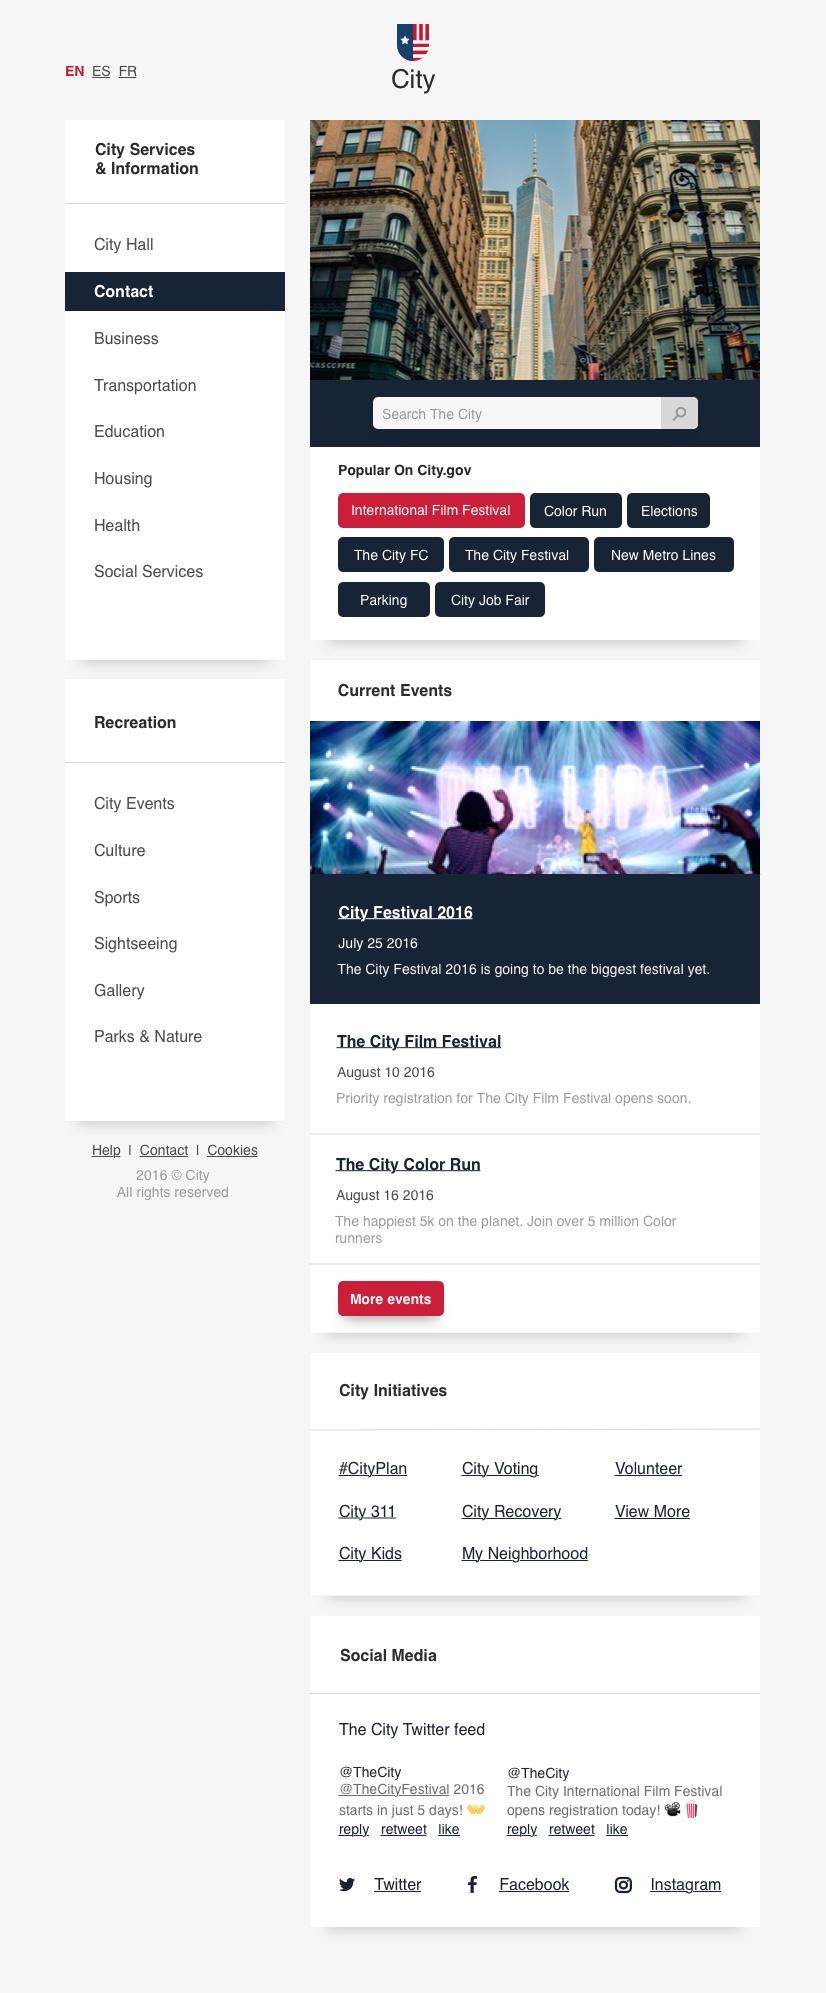 City
EN ES FR
City Services
& Information
City Hall
Contact
Business
Transportation
Education
Housing
Health
Social Services
Recreation
City Events
Culture
Sports
Sightseeing
Gallery
Parks & Nature
Help | Contact | Cookies
2016 © City
All rights reserved
Search The City
Popular On City.gov
International Film Festival Color Run Elections
The City FC The City Festival New Metro Lines
Parking City Job Fair
Current Events
LIPA
City Festival 2016
July 25 2016
The City Festival 2016 is going to be the biggest festival yet.
The City Film Festival
August 10 2016
Priority registration for The City Film Festival opens soon.
The City Color Run
August 16 2016
The happiest 5k on the planet. Join over 5 million Color
runners
More events
City Initiatives
#CityPlan City Voting Volunteer
City 311 City Recovery View More
City Kids My Neighborhood
Social Media
The City Twitter feed
@TheCity
@TheCityFestival 2016
starts in just 5 days! 👐
reply retweet like
@TheCity
The City International Film Festival
opens registration today! 📽🍿
reply retweet like
Twitter Facebook Instagram